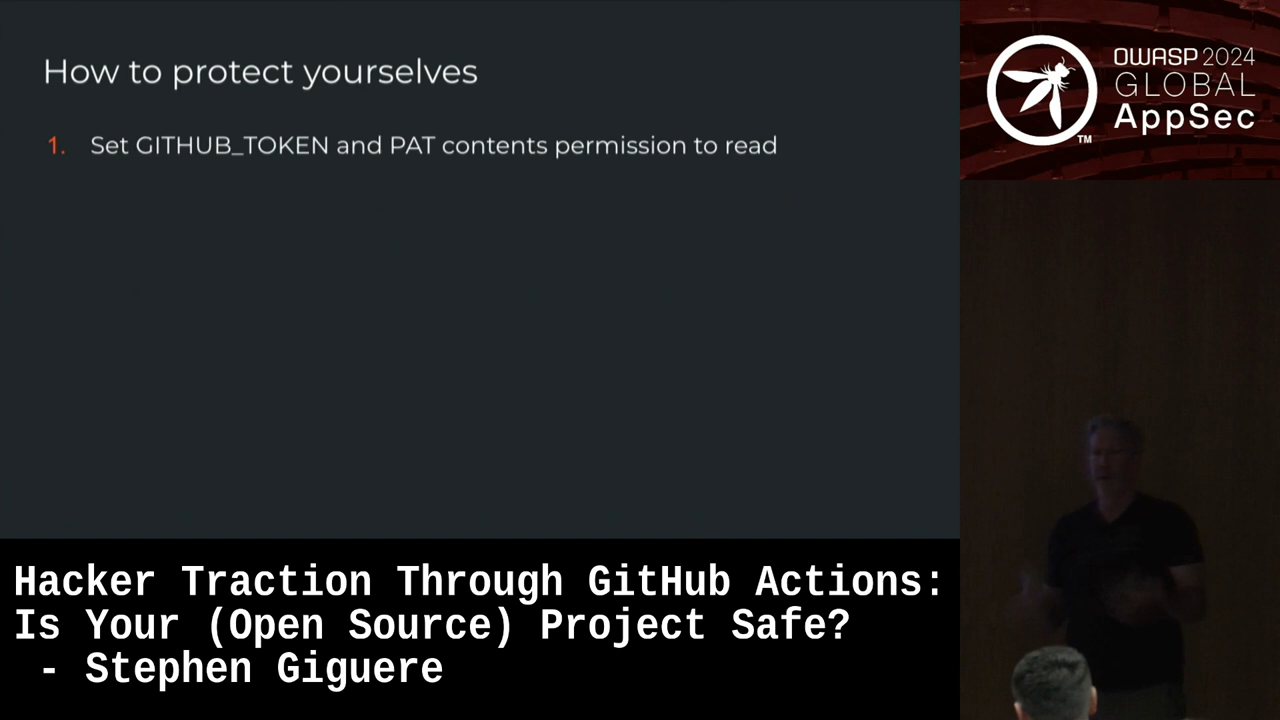 How to protect yourselves
1. Set GITHUB_TOKEN and PAT contents permission to read
OWASP 2024
GLOBAL
AppSec
TM
Hacker Traction Through GitHub Actions:
Is Your (Open Source) Project Safe?
- Stephen Giguere